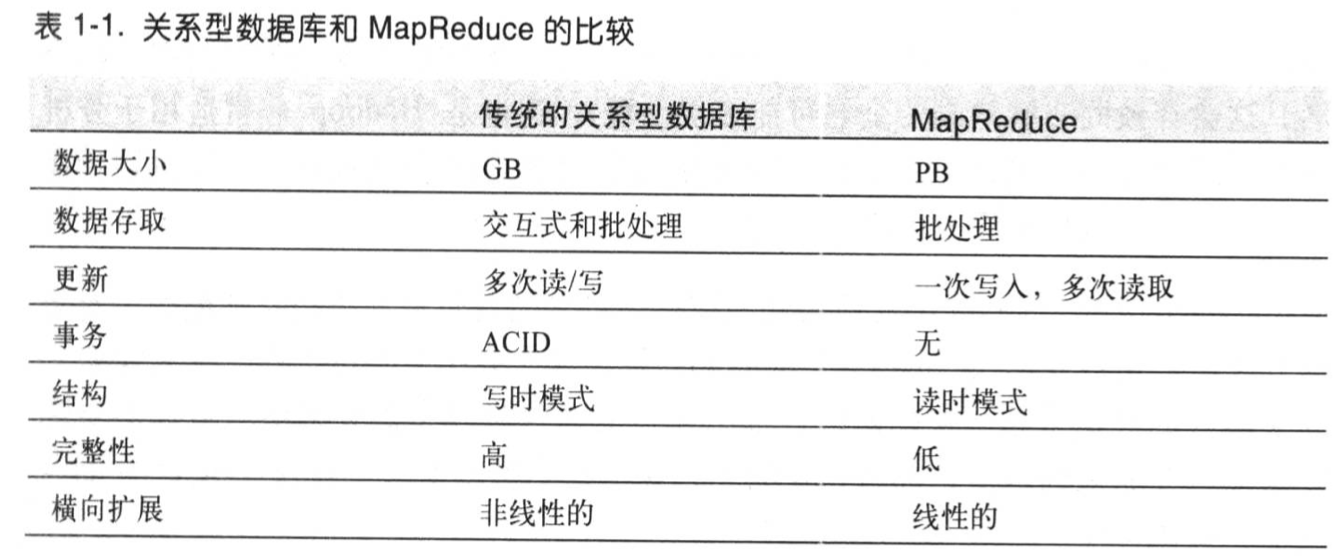 表 1-1. 关系型数据库和 MapReduce 的比较
传统的关系型数据库 MapReduce
数据大小 GB PB
数据存取 交互式和批处理 批处理
更新 多次读/写 一次写入，多次读取
事务 ACID 无
结构 写时模式 读时模式
完整性 高 低
横向扩展 非线性的 线性的